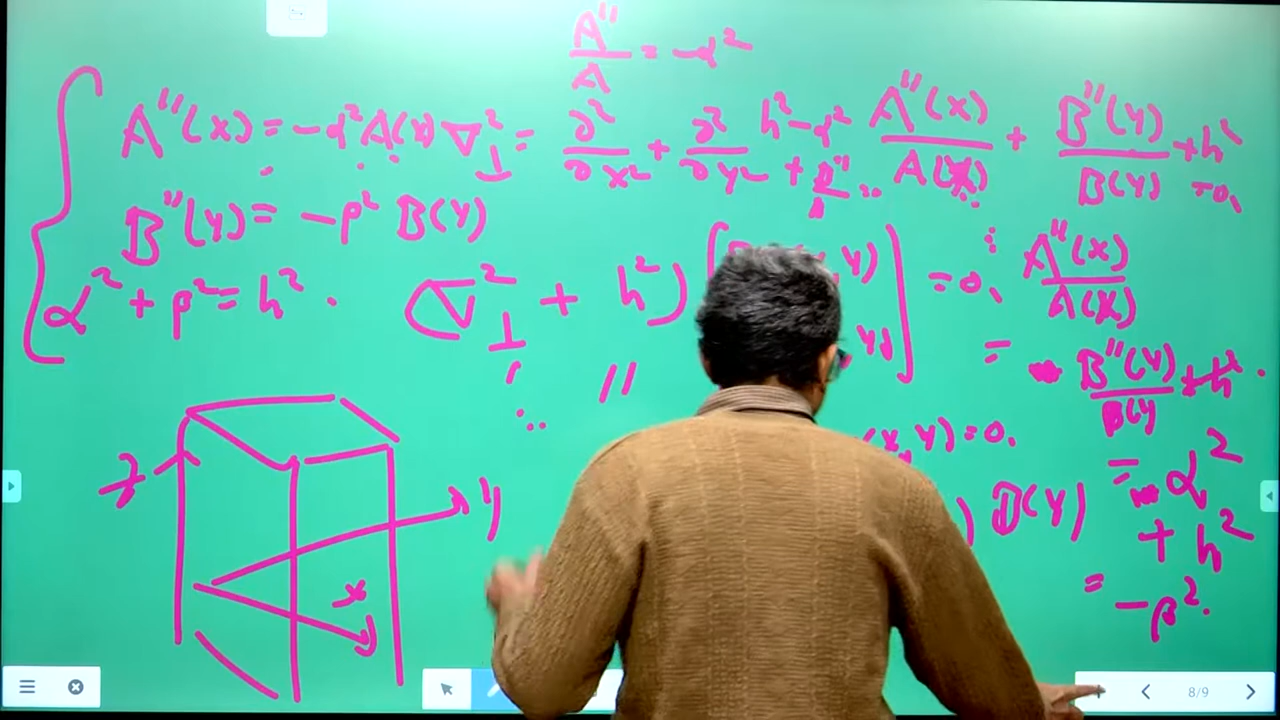 A''/A = -α²
A''(x) = -α² A(x) ∇⊥² = ∂²/∂x² + ∂²/∂y² h² - α² A''(x)/A(x) + B''(y)/B(y) + h² = 0,
B''(y) = -β² B(y)
α² + β² = h². (∇⊥² + h²) [ y) = 0. ∴ A''(x)/A(x)
= B''(y)/B(y + h².
(x, y) = 0.
) B(y) = α² + h²
= -β².
z y
x
8/9